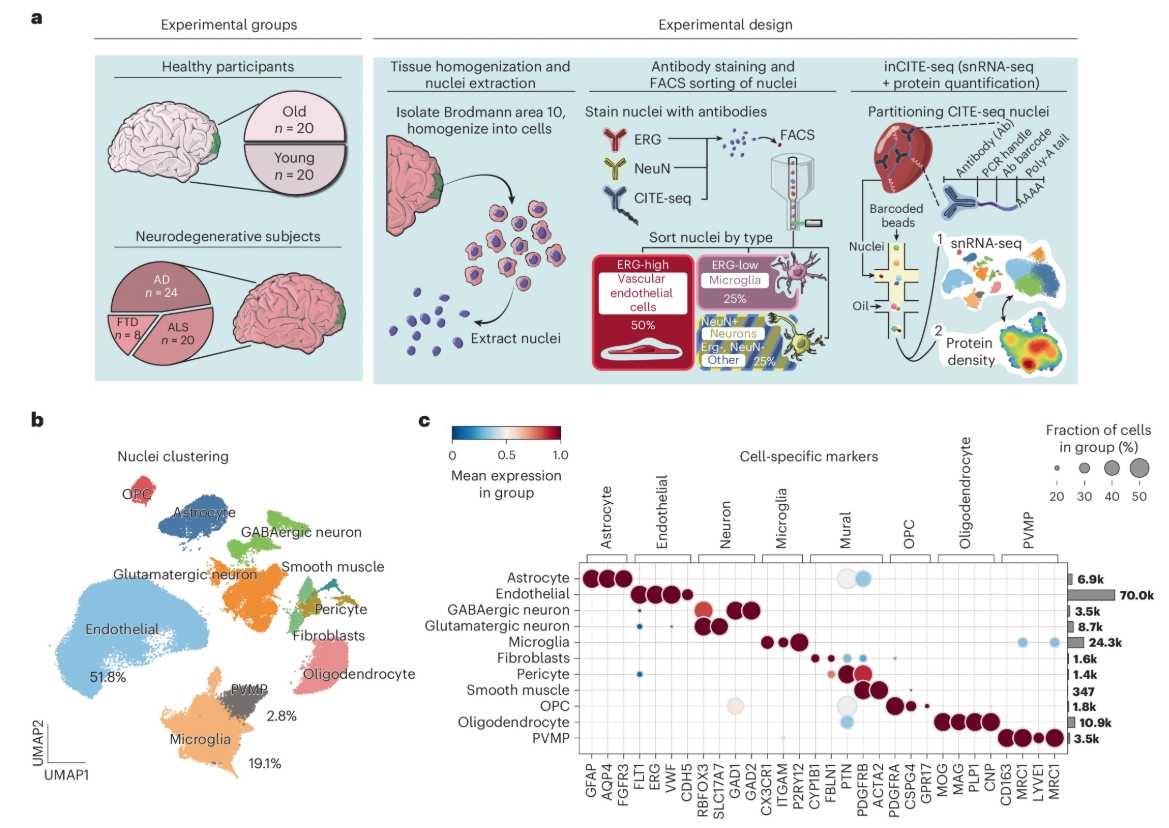 a
Experimental groups
Experimental design
Healthy participants
Old
n = 20
Young
n = 20
Neurodegenerative subjects
AD
n = 24
FTD
n = 8
ALS
n = 20
Tissue homogenization and
nuclei extraction
Isolate Brodmann area 10,
homogenize into cells
Extract nuclei
Antibody staining and
FACS sorting of nuclei
Stain nuclei with antibodies
ERG
NeuN
CITE-seq
FACS
Sort nuclei by type
ERG-high
Vascular
endothelial
cells
50%
ERG-low
Microglia
25%
NeuN+
Neurons
Erg-, NeuN-
Other
25%
inCITE-seq (snRNA-seq
+ protein quantification)
Partitioning CITE-seq nuclei
AAAA
AAAA
Antibody (Ab)
PCR handle
Ab barcode
Poly-A tail
AAAA
Barcoded
beads
Nuclei
Oil
1
snRNA-seq
2
Protein
density
b
Nuclei clustering
OPC
Astrocyte
GABAergic neuron
Glutamatergic neuron
Smooth muscle
Pericyte
Fibroblasts
Endothelial
51.8%
Oligodendrocyte
PVMP
2.8%
Microglia
19.1%
UMAP2
UMAP1
c
0
0.5
1.0
Mean expression
in group
Cell-specific markers
Fraction of cells
in group (%)
20
30
40
50
Astrocyte
Endothelial
Neuron
Microglia
Mural
OPC
Oligodendrocyte
PVMP
Astrocyte
6.9k
Endothelial
70.0k
GABAergic neuron
3.5k
Glutamatergic neuron
8.7k
Microglia
24.3k
Fibroblasts
1.6k
Pericyte
1.4k
Smooth muscle
347
OPC
1.8k
Oligodendrocyte
10.9k
PVMP
3.5k
GFAP
AQP4
FGFR3
FLT1
ERG
VWF
CDH5
RBFOX3
SLC17A7
GAD1
GAD2
CX3CR1
ITGAM
P2RY12
CYP1B1
FBLN1
PTN
PDGFRB
ACTA2
PDGFRA
CSPG4
GPR17
MOG
MAG
PLP1
CNP
CD163
MRC1
LYVE1
MRC1